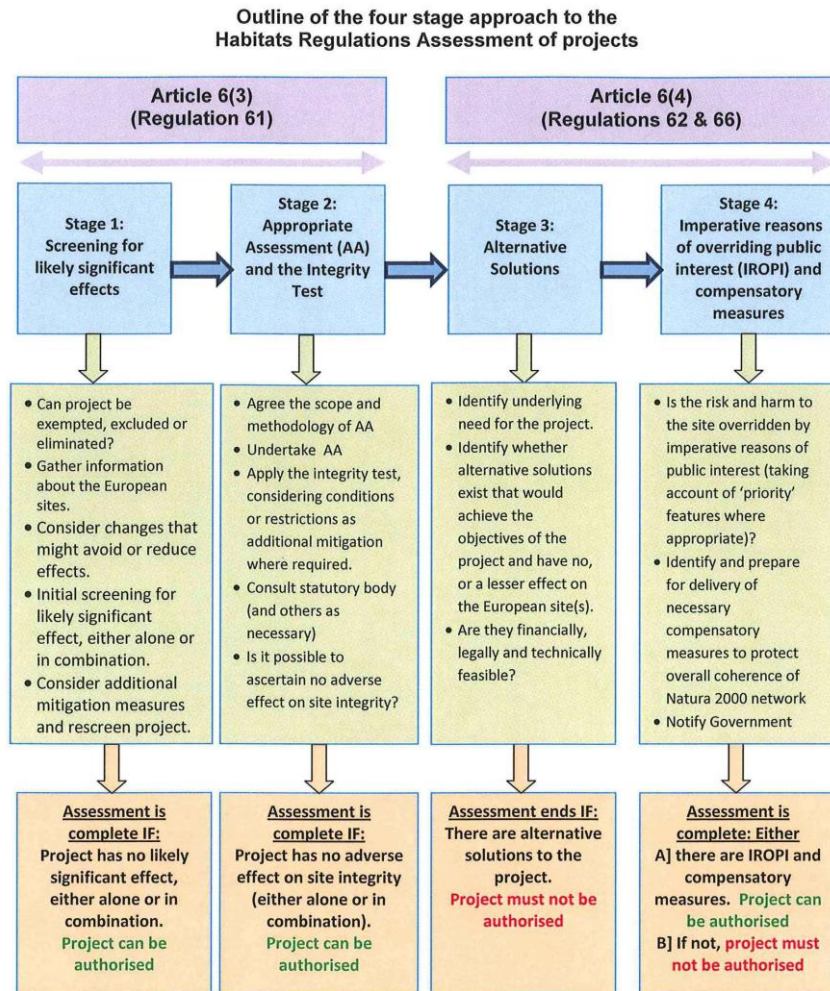 Outline of the four stage approach to the
Habitats Regulations Assessment of projects
Article 6(3)
(Regulation 61)
Article 6(4)
(Regulations 62 & 66)
Stage 1:
Screening for
likely significant
effects
Stage 2:
Appropriate
Assessment (AA)
and the Integrity
Test
Stage 3:
Alternative
Solutions
Stage 4:
Imperative reasons
of overriding public
interest (IROPI) and
compensatory
measures
• Can project be
exempted, excluded or
eliminated?
• Gather information
about the European
sites.
• Consider changes that
might avoid or reduce
effects.
• Initial screening for
likely significant
effect, either alone or
in combination.
• Consider additional
mitigation measures
and rescreen project.
• Agree the scope and
methodology of AA
• Undertake AA
• Apply the integrity test,
considering conditions
or restrictions as
additional mitigation
where required.
• Consult statutory body
(and others as
necessary)
• Is it possible to
ascertain no adverse
effect on site integrity?
• Identify underlying
need for the project.
• Identify whether
alternative solutions
exist that would
achieve the
objectives of the
project and have no,
or a lesser effect on
the European site(s).
• Are they financially,
legally and technically
feasible?
• Is the risk and harm to
the site overridden by
imperative reasons of
public interest (taking
account of ‘priority’
features where
appropriate)?
• Identify and prepare
for delivery of
necessary
compensatory
measures to protect
overall coherence of
Natura 2000 network
• Notify Government
Assessment is
complete IF:
Project has no likely
significant effect,
either alone or in
combination.
Project can be
authorised
Assessment is
complete IF:
Project has no adverse
effect on site integrity
(either alone or in
combination).
Project can be
authorised
Assessment ends IF:
There are alternative
solutions to the
project.
Project must not be
authorised
Assessment is
complete: Either
A] there are IROPI and
compensatory
measures. Project can
be authorised
B] If not, project must
not be authorised